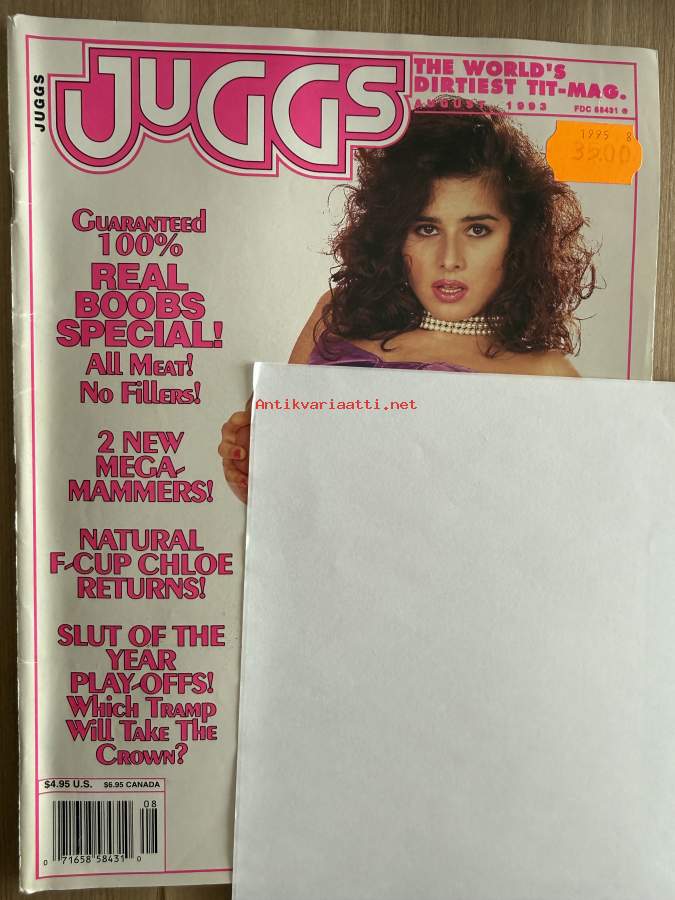 JUGGS
JUGGS
THE WORLD'S
DIRTIEST TIT-MAG.
AUGUST, 1993 FDC 58431
1995 8
35.00
GUARANTEED
100%
REAL
BOOBS
SPECIAL!
ALL MEAT!
NO FILLERS!
Antikvariaatti.net
2 NEW
MEGA-
MAMMERS!
NATURAL
F-CUP CHLOE
RETURNS!
SLUT OF THE
YEAR
PLAY-OFFS!
WHICH TRAMP
WILL TAKE THE
CROWN?
$4.95 U.S. $6.95 CANADA
08
0 71658 58431 0